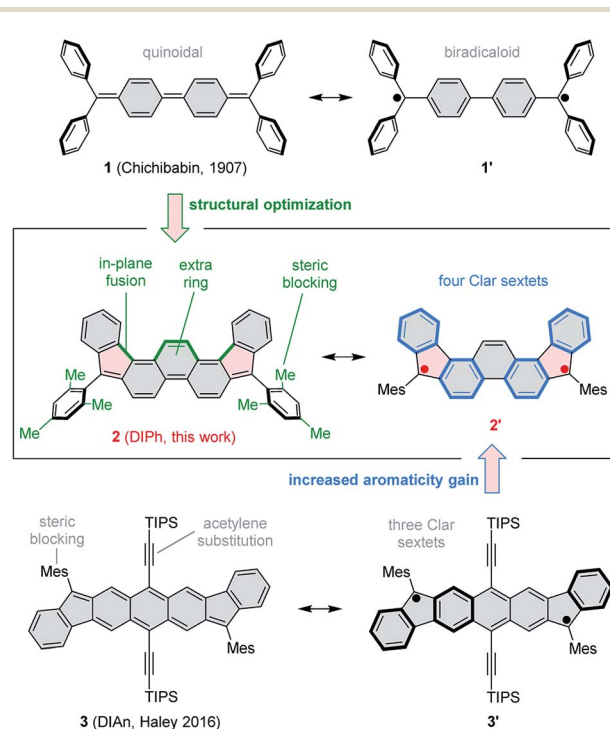 quinoidal
biradicaloid
1 (Chichibabin, 1907)
1'
structural optimization
in-plane
fusion
extra
ring
steric
blocking
four Clar sextets
Me
Me
Me
Me
Me
Me
Mes
Mes
2 (DIPh, this work)
2'
increased aromaticity gain
steric
blocking
TIPS
acetylene
substitution
three Clar
sextets
TIPS
Mes
Mes
Mes
Mes
TIPS
TIPS
3 (DIAn, Haley 2016)
3'